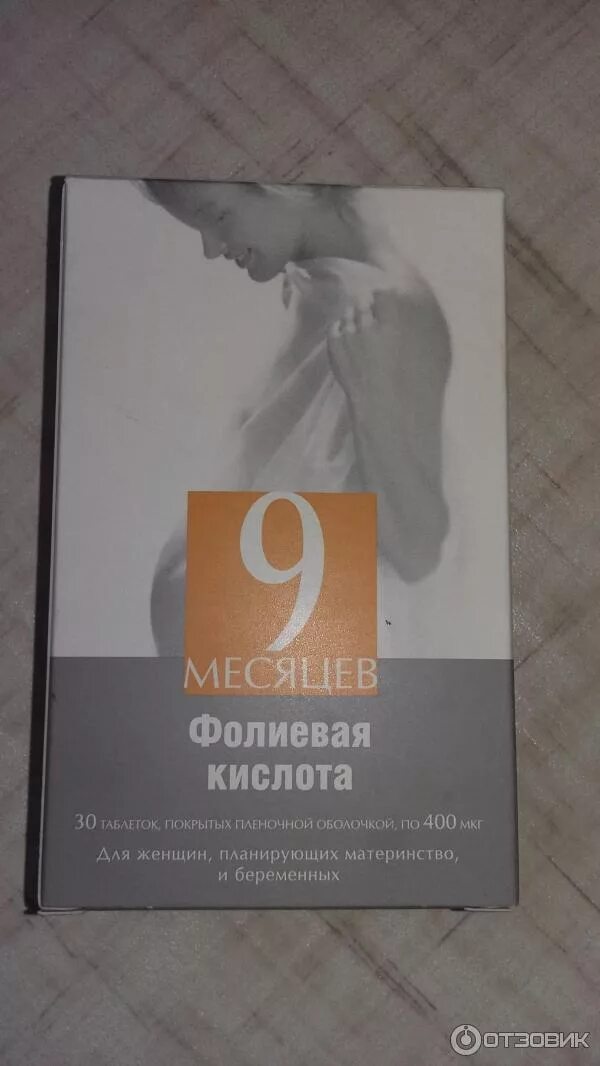 9
МЕСЯЦЕВ
Фолиевая
кислота
30 ТАБЛЕТОК, ПОКРЫТЫХ ПЛЕНОЧНОЙ ОБОЛОЧКОЙ, ПО 400 МКГ
Для женщин, планирующих материнство,
и беременных
ОТЗОВИК